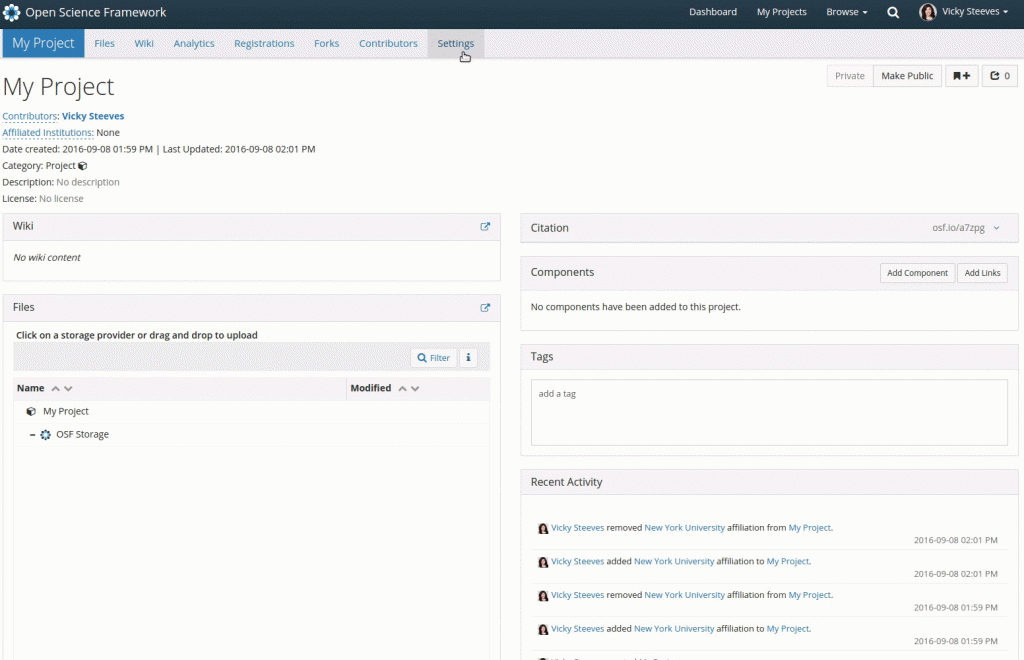 Open Science Framework
Dashboard My Projects Browse Vicky Steeves
My Project Files Wiki Analytics Registrations Forks Contributors Settings
My Project
Private Make Public 0
Contributors: Vicky Steeves
Affiliated Institutions: None
Date created: 2016-09-08 01:59 PM | Last Updated: 2016-09-08 02:01 PM
Category: Project
Description: No description
License: No license
Wiki
No wiki content
Files
Click on a storage provider or drag and drop to upload
Filter i
Name Modified
My Project
OSF Storage
Citation osf.io/a7zpg
Components Add Component Add Links
No components have been added to this project.
Tags
add a tag
Recent Activity
Vicky Steeves removed New York University affiliation from My Project.
2016-09-08 02:01 PM
Vicky Steeves added New York University affiliation to My Project.
2016-09-08 02:01 PM
Vicky Steeves removed New York University affiliation from My Project.
2016-09-08 01:59 PM
Vicky Steeves added New York University affiliation to My Project.
2016-09-08 01:59 PM